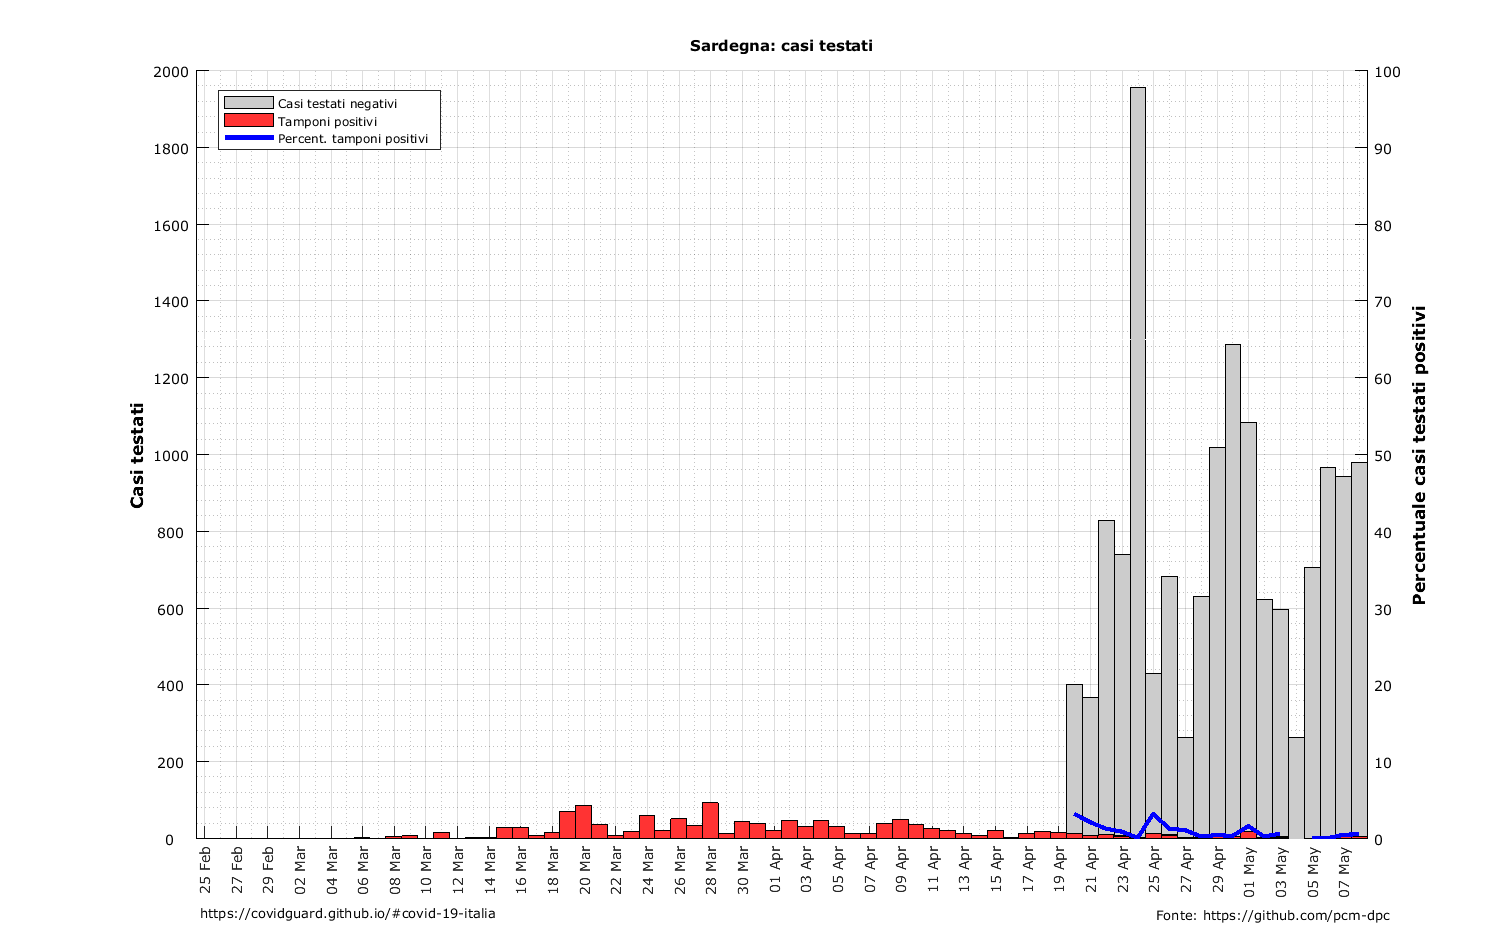 Sardegna: casi testati
Casi testati negativi
Tamponi positivi
Percent. tamponi positivi
Casi testati
2000
1800
1600
1400
1200
1000
800
600
400
200
0
100
90
80
70
60
50
40
30
20
10
0
Percentuale casi testati positivi
25 Feb
27 Feb
29 Feb
02 Mar
04 Mar
06 Mar
08 Mar
10 Mar
12 Mar
14 Mar
16 Mar
18 Mar
20 Mar
22 Mar
24 Mar
26 Mar
28 Mar
30 Mar
01 Apr
03 Apr
05 Apr
07 Apr
09 Apr
11 Apr
13 Apr
15 Apr
17 Apr
19 Apr
21 Apr
23 Apr
25 Apr
27 Apr
29 Apr
01 May
03 May
05 May
07 May
https://covidguard.github.io/#covid-19-italia
Fonte: https://github.com/pcm-dpc